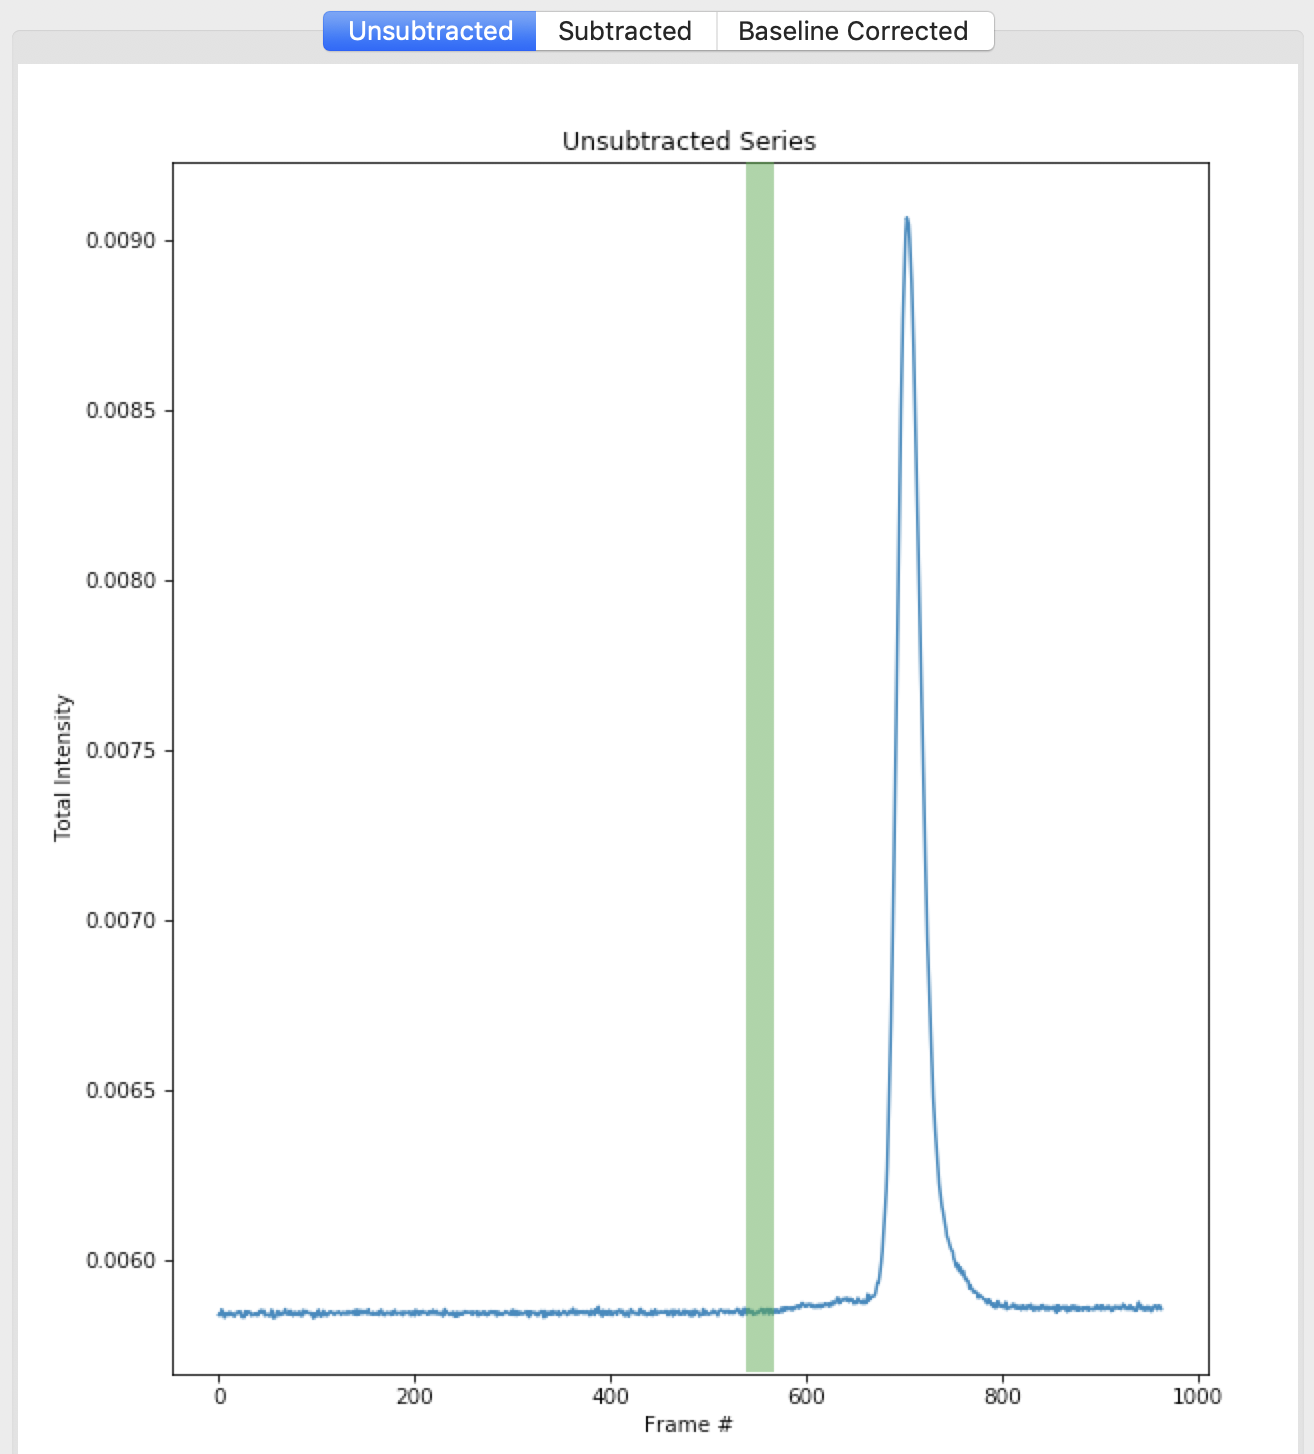 Unsubtracted Subtracted Baseline Corrected
Unsubtracted Series
Total Intensity
0.0090
0.0085
0.0080
0.0075
0.0070
0.0065
0.0060
0 200 400 600 800 1000
Frame #